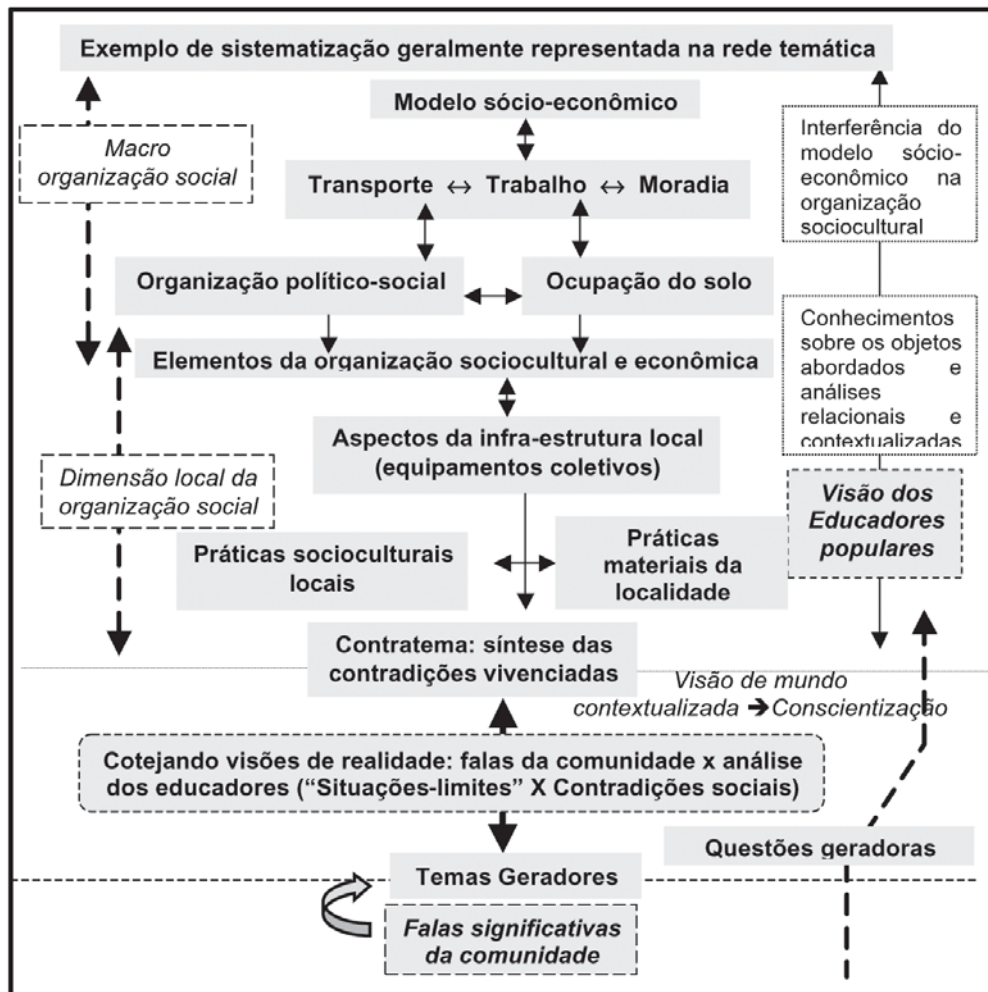 Exemplo de sistematização geralmente representada na rede temática
Modelo sócio-econômico
Macro
organização social
Interferência do
modelo sócio-
econômico na
organização
sociocultural
Transporte ↔ Trabalho ↔ Moradia
Organização político-social
Ocupação do solo
Elementos da organização sociocultural e econômica
Conhecimentos
sobre os objetos
abordados e
análises
relacionais e
contextualizadas
Aspectos da infra-estrutura local
(equipamentos coletivos)
Dimensão local da
organização social
Visão dos
Educadores
populares
Práticas socioculturais
locais
Práticas
materiais da
localidade
Contratema: síntese das
contradições vivenciadas
Visão de mundo
contextualizada ➔Conscientização
Cotejando visões de realidade: falas da comunidade x análise
dos educadores (“Situações-limites” X Contradições sociais)
Questões geradoras
Temas Geradores
Falas significativas
da comunidade